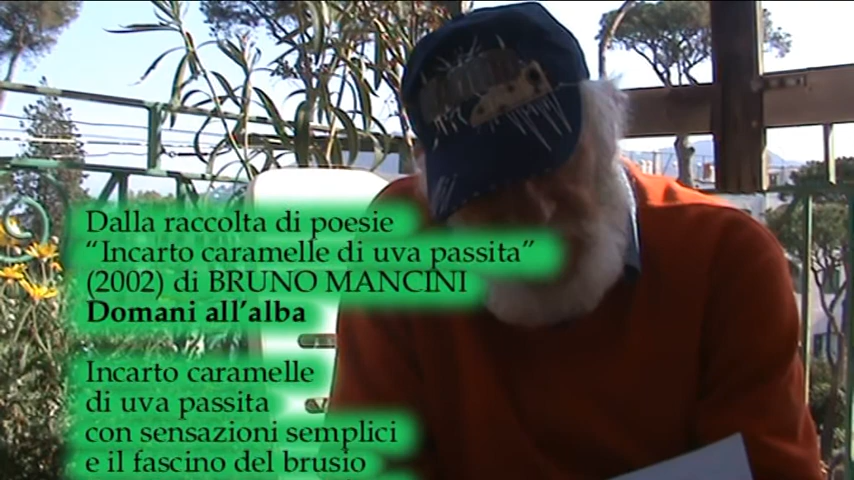 Dalla raccolta di poesie
“Incarto caramelle di uva passita”
(2002) di BRUNO MANCINI
Domani all’alba
Incarto caramelle
di uva passita
con sensazioni semplici
e il fascino del brusio